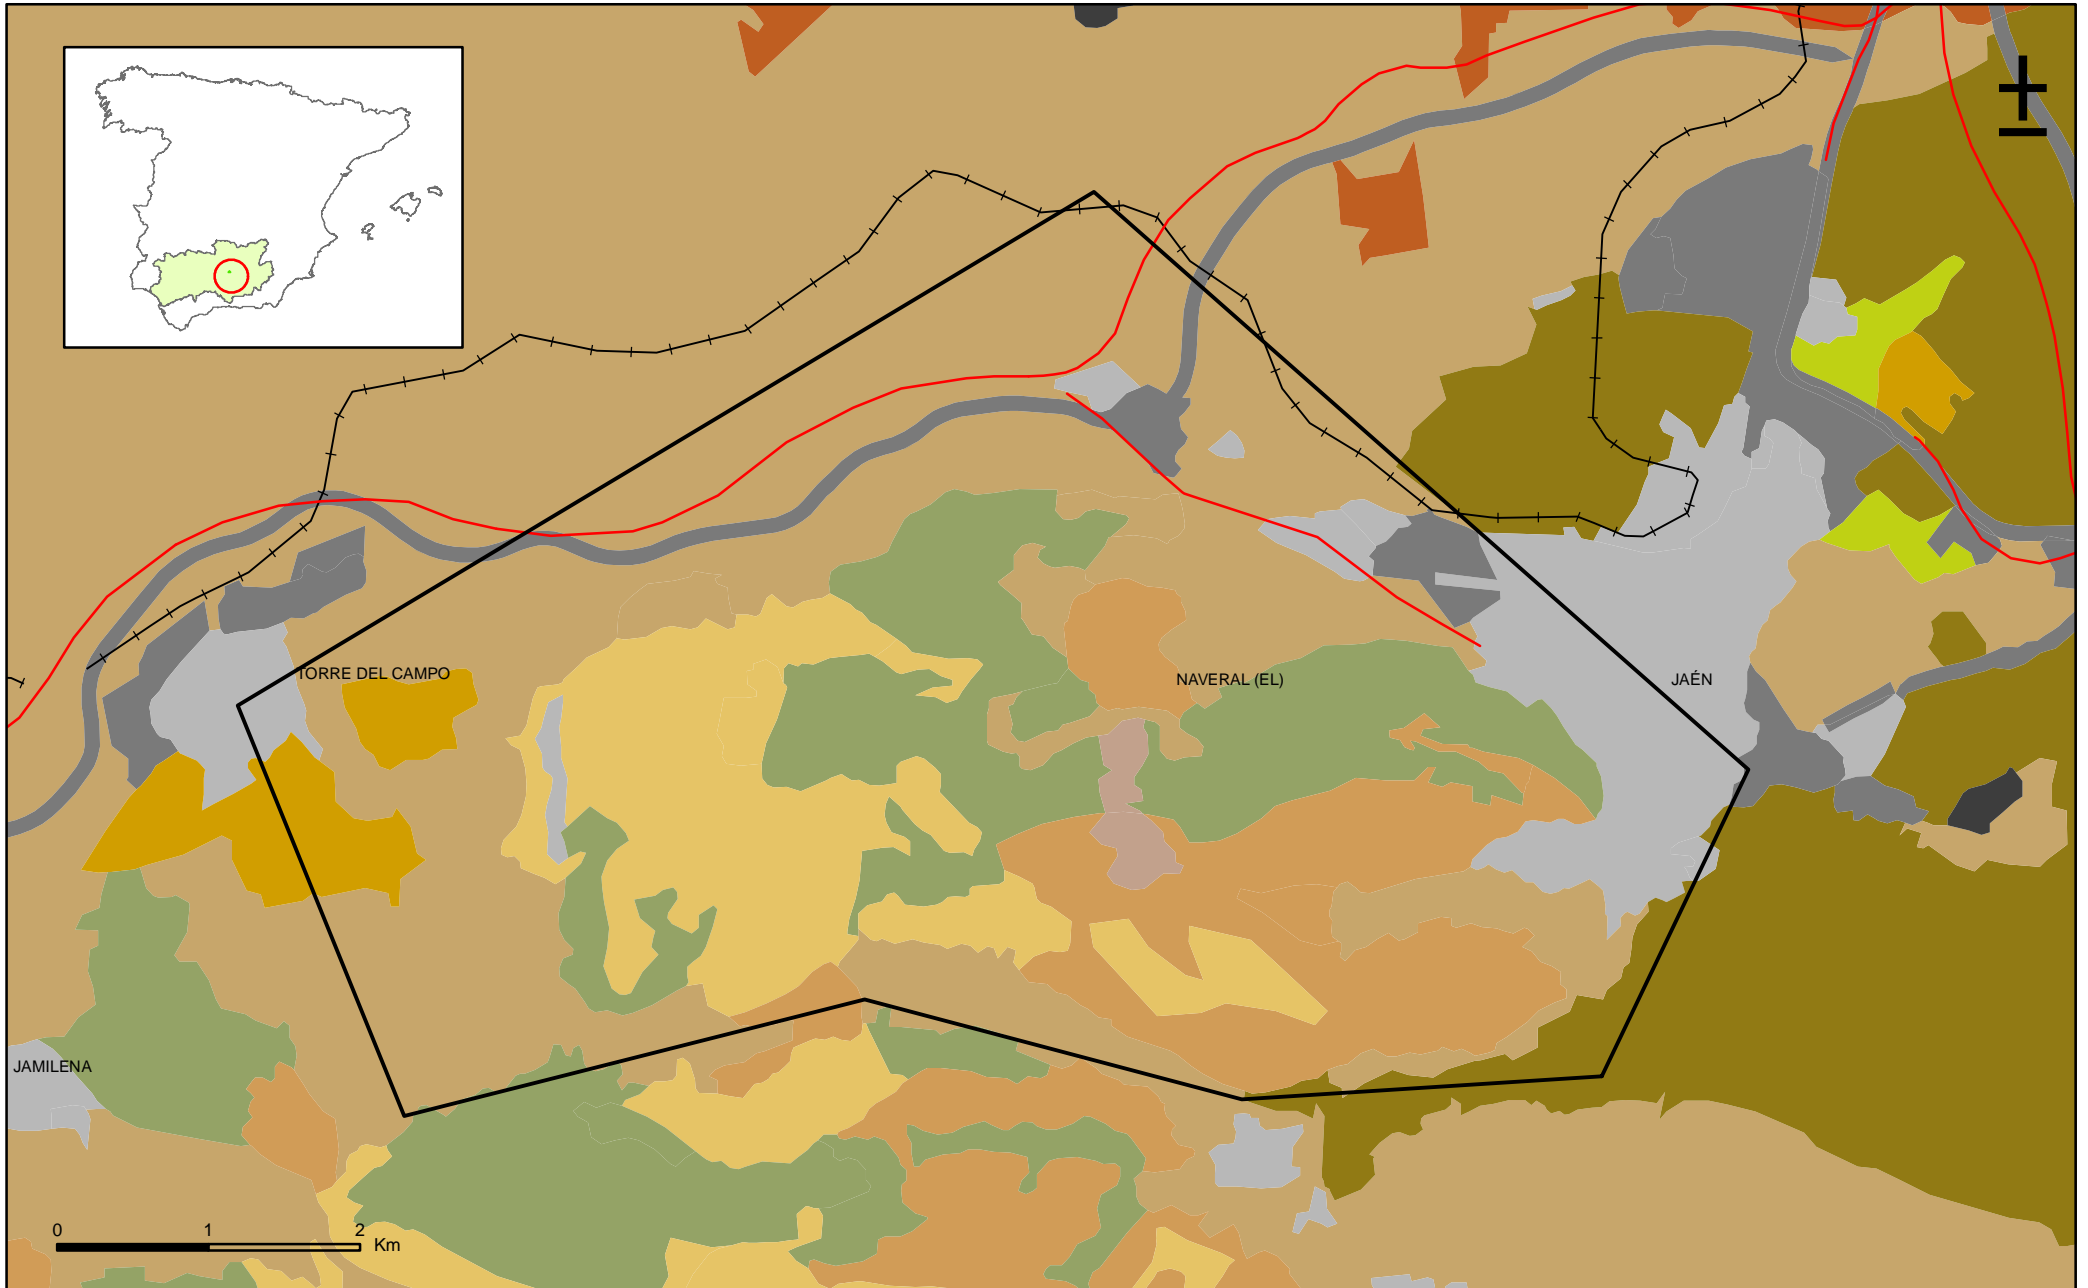 TORRE DEL CAMPO
NAVERAL (EL)
JAÉN
JAMILENA
0 1 2
Km